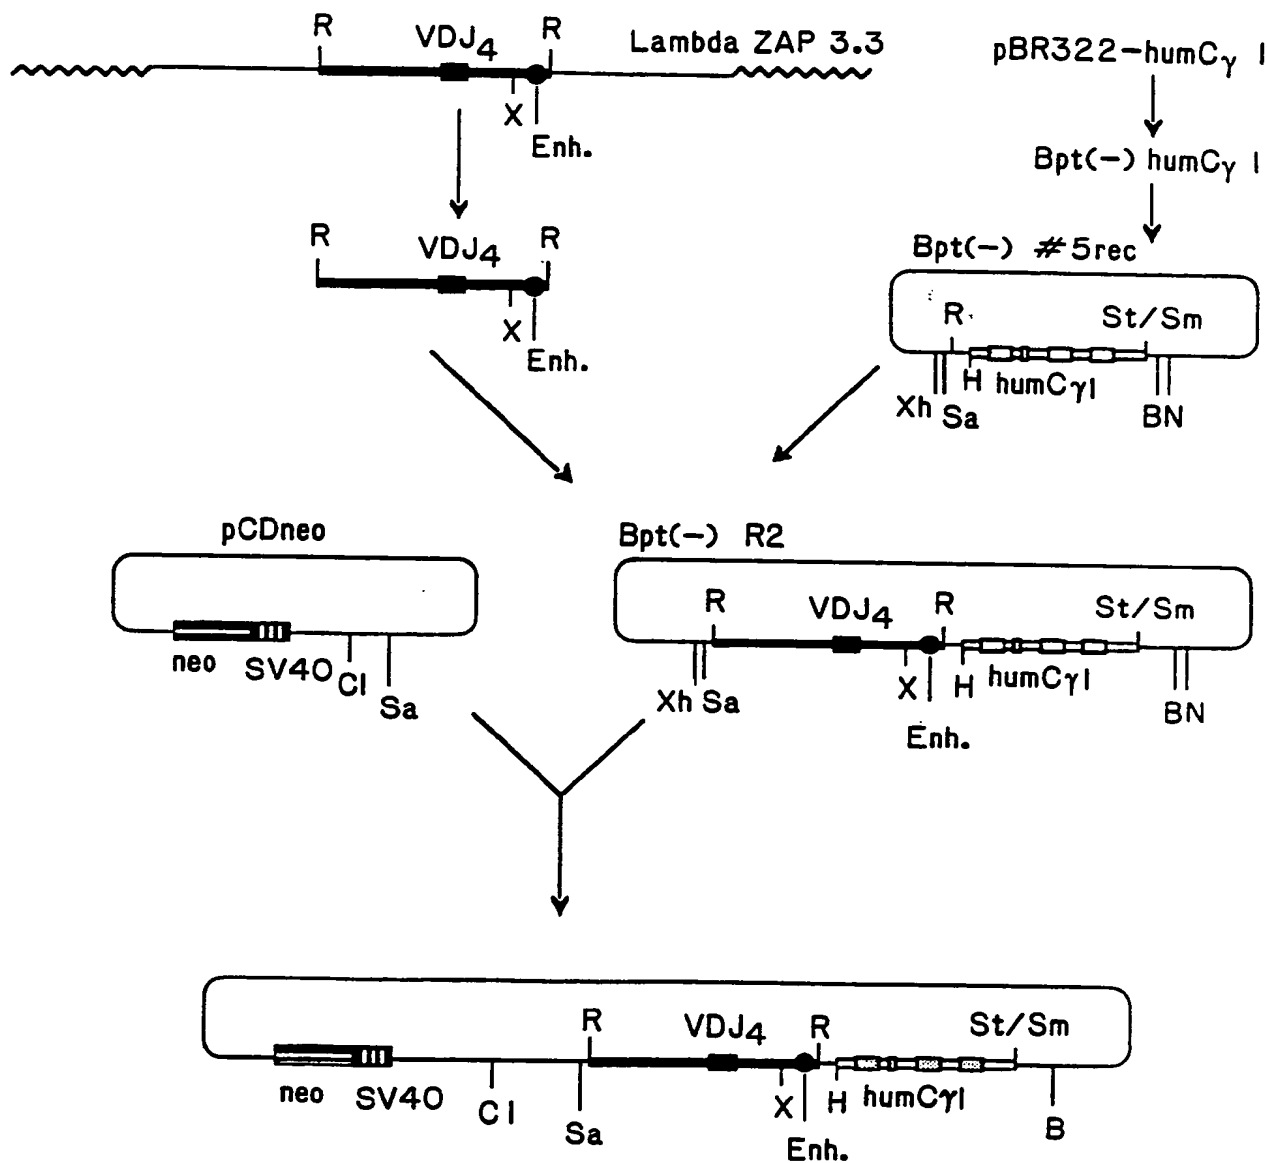 R VDJ4 R Lambda ZAP 3.3
X
Enh.
pBR322-humCγ 1
Bpt(-) humCγ 1
R VDJ4 R
X
Enh.
Bpt(-) #5rec
R St/Sm
H humCγ1
Xh Sa BN
pCDneo
neo SV40 Cl
Sa
Bpt(-) R2
R VDJ4 R St/Sm
Xh Sa X H humCγ1 BN
Enh.
R VDJ4 R St/Sm
neo SV40 Cl Sa X H humCγ1 B
Enh.